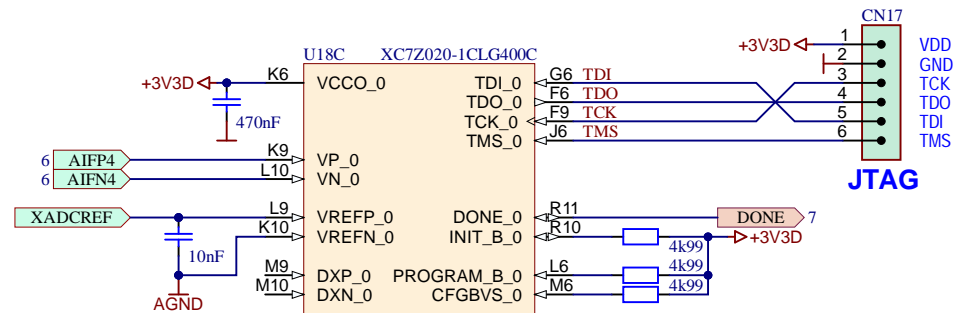 CN17
U18C XC7Z020-1CLG400C
+3V3D 1 VDD
2 GND
+3V3D K6 VCCO_0 TDI_0 G6 TDI 3 TCK
TDO_0 F6 TDO 4 TDO
470nF TCK_0 F9 TCK 5 TDI
TMS_0 J6 TMS 6 TMS
6 AIFP4 K9 VP_0
6 AIFN4 L10 VN_0
JTAG
XADCREF L9 VREFP_0 DONE_0 R11 DONE 7
K10 VREFN_0 INIT_B_0 R10 +3V3D
10nF 4k99
M9 DXP_0 PROGRAM_B_0 L6 4k99
M10 DXN_0 CFGBVS_0 M6 4k99
AGND